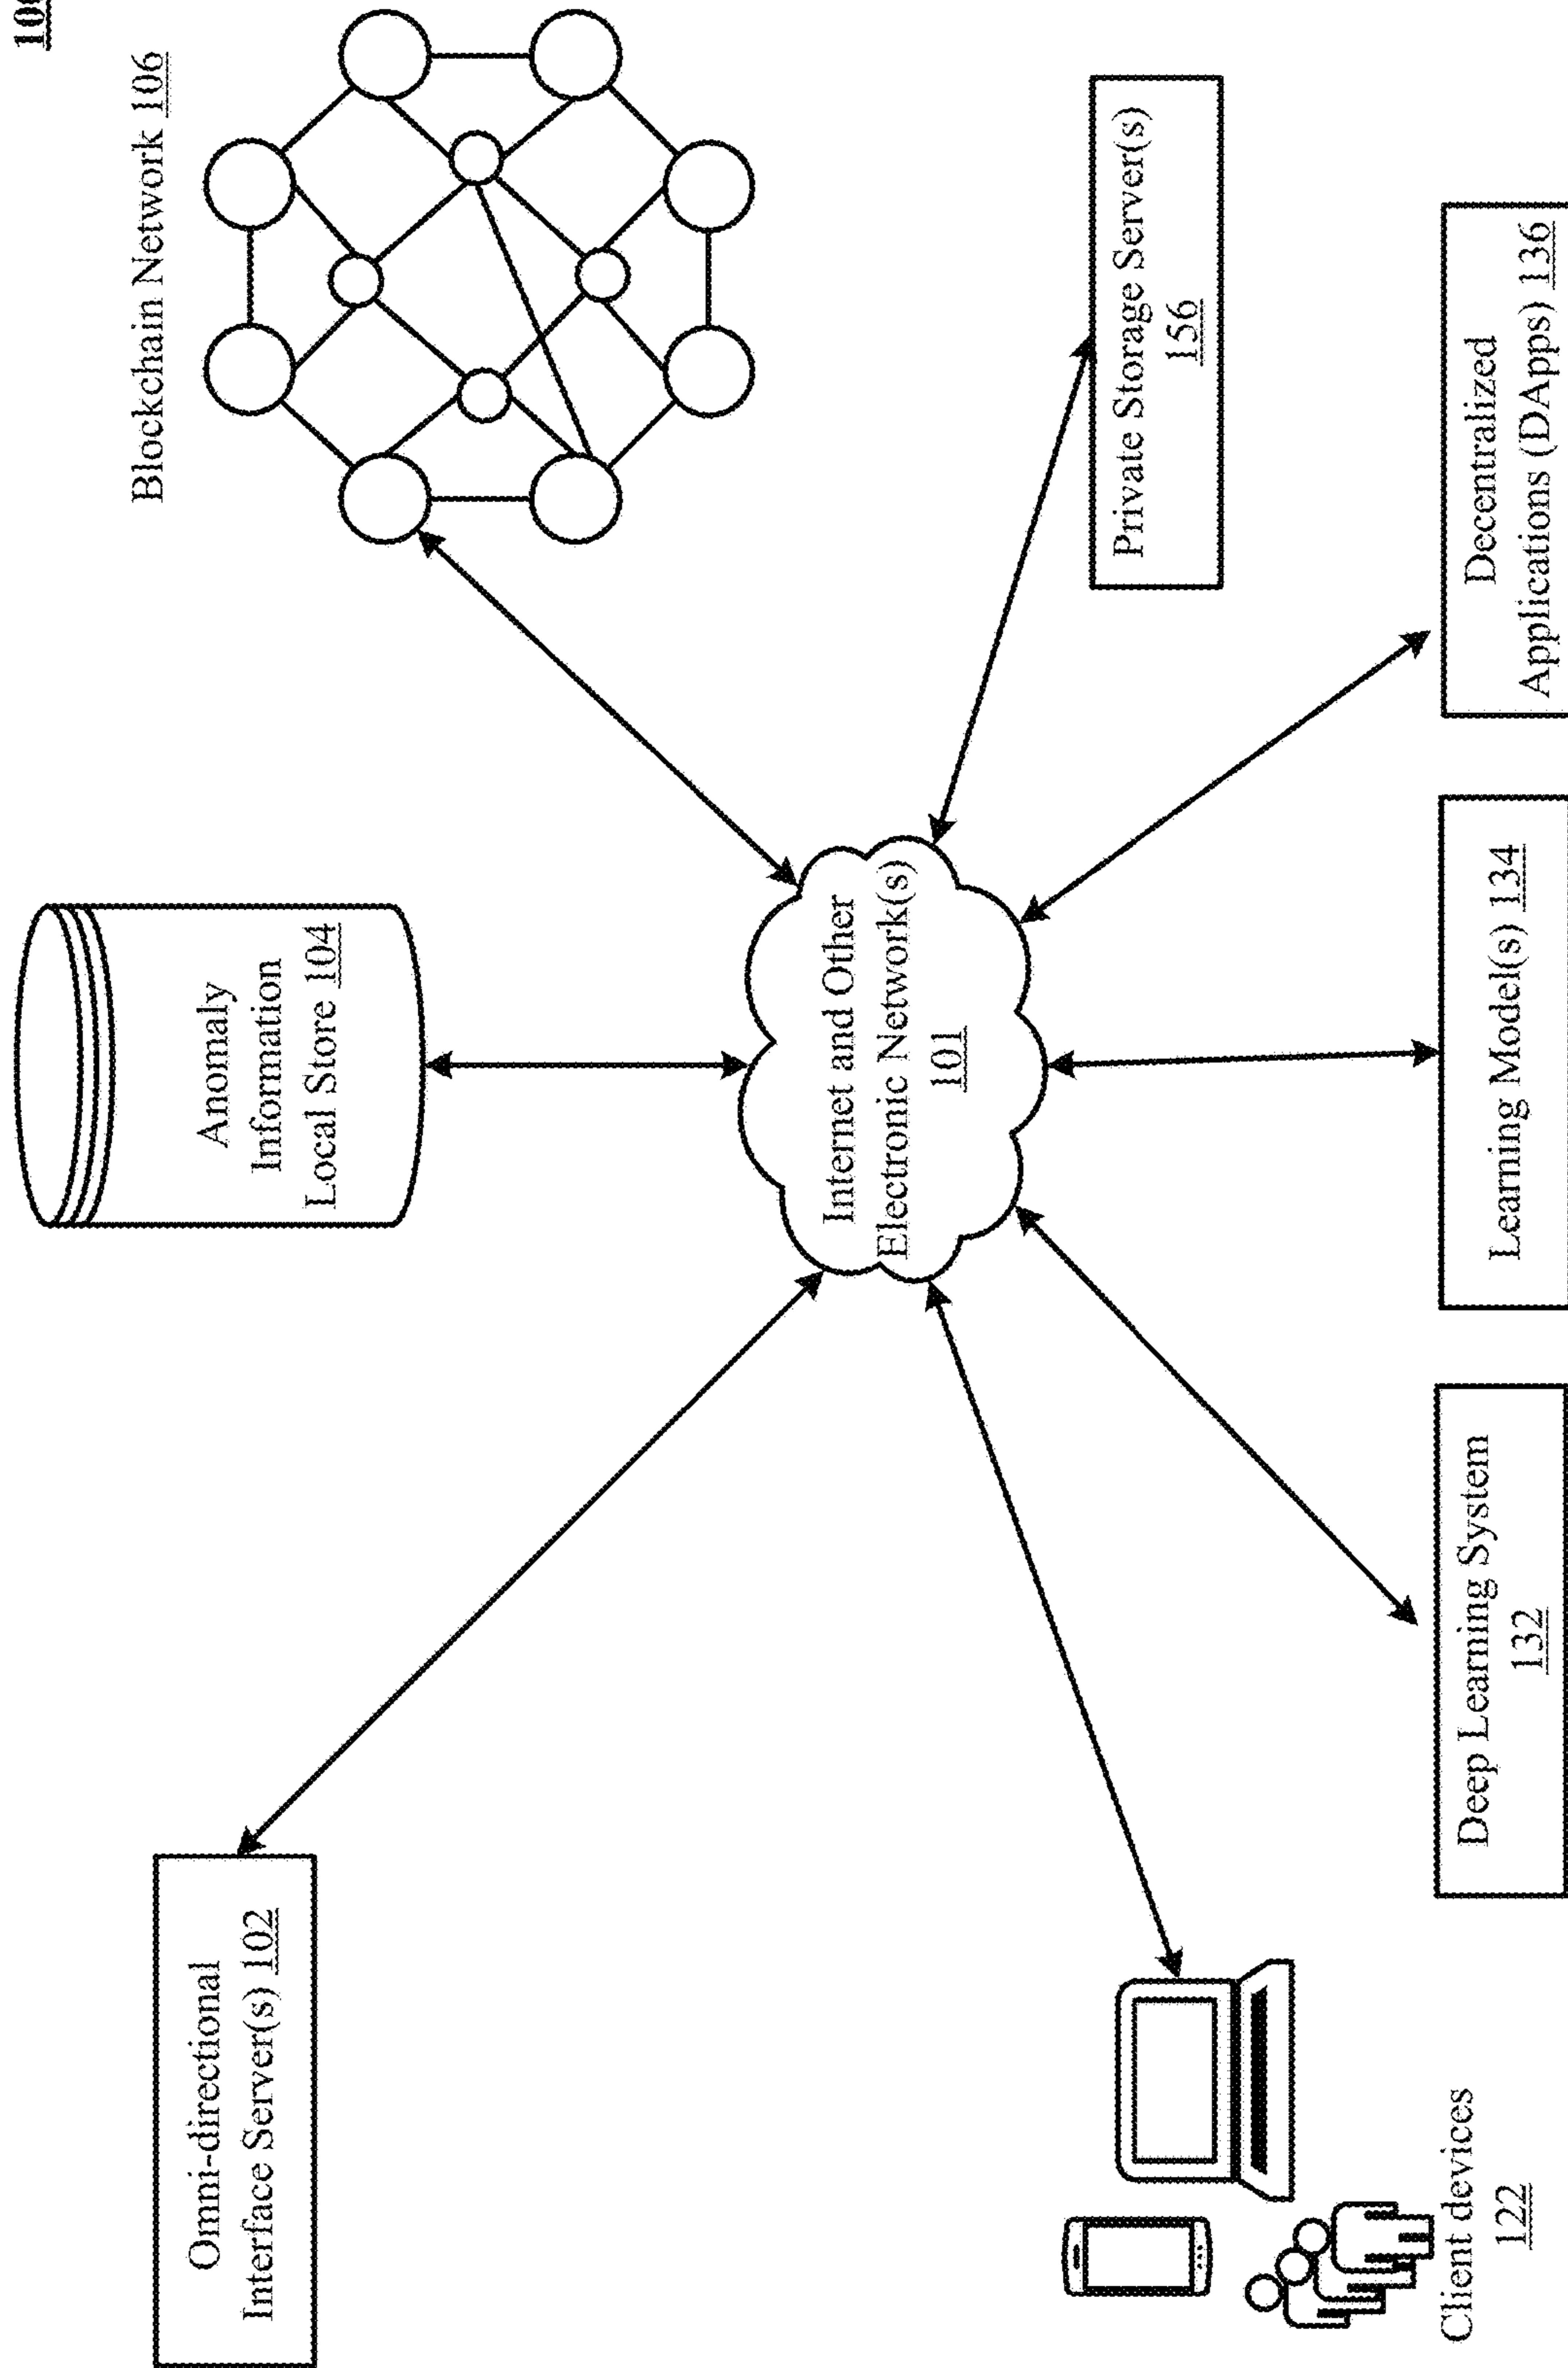 100
Omni-directional
Interface Server(s) 102
Anomaly
Information
Local Store 104
Blockchain Network 106
Internet and Other
Electronic Network(s)
101
Private Storage Server(s)
156
Client devices
122
Deep Learning System
132
Learning Model(s) 134
Decentralized
Applications (DApps) 136